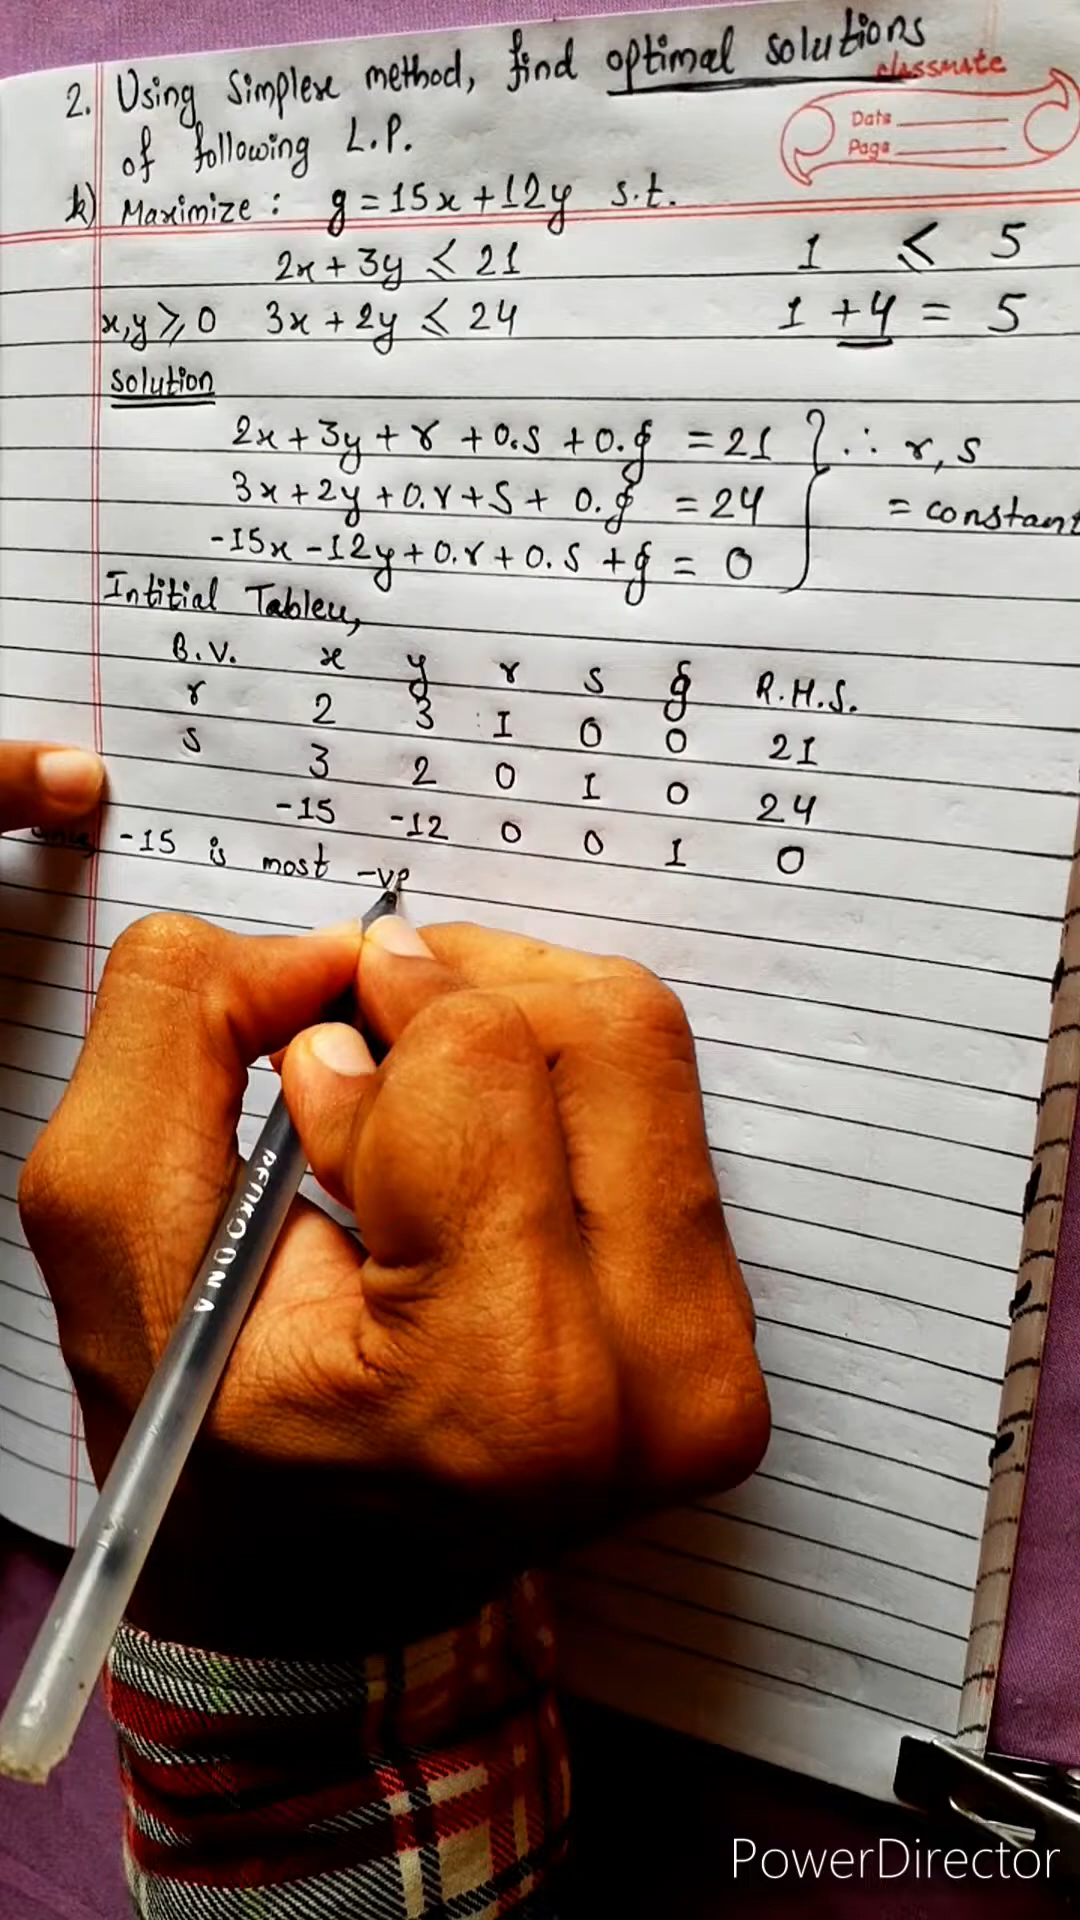 2. Using Simplex method, find optimal solutions
classmate
of following L.P.
Date
Page
k) Maximize: g = 15x + 12y s.t.
2x + 3y ≤ 21
1 ≤ 5
x,y ≥ 0 3x + 2y ≤ 24
1 + 4 = 5
Solution
2x + 3y + r + 0.s + 0.g = 21 } ∴ r, s
3x + 2y + 0.r + s + 0.g = 24 = constant
-15x - 12y + 0.r + 0.s + g = 0
Intitial Tableu,
B.V. x y r s g R.H.S.
r 2 3 1 0 0 21
s 3 2 0 1 0 24
-15 -12 0 0 1 0
-15 is most -ve
PENKO DNA
PowerDirector